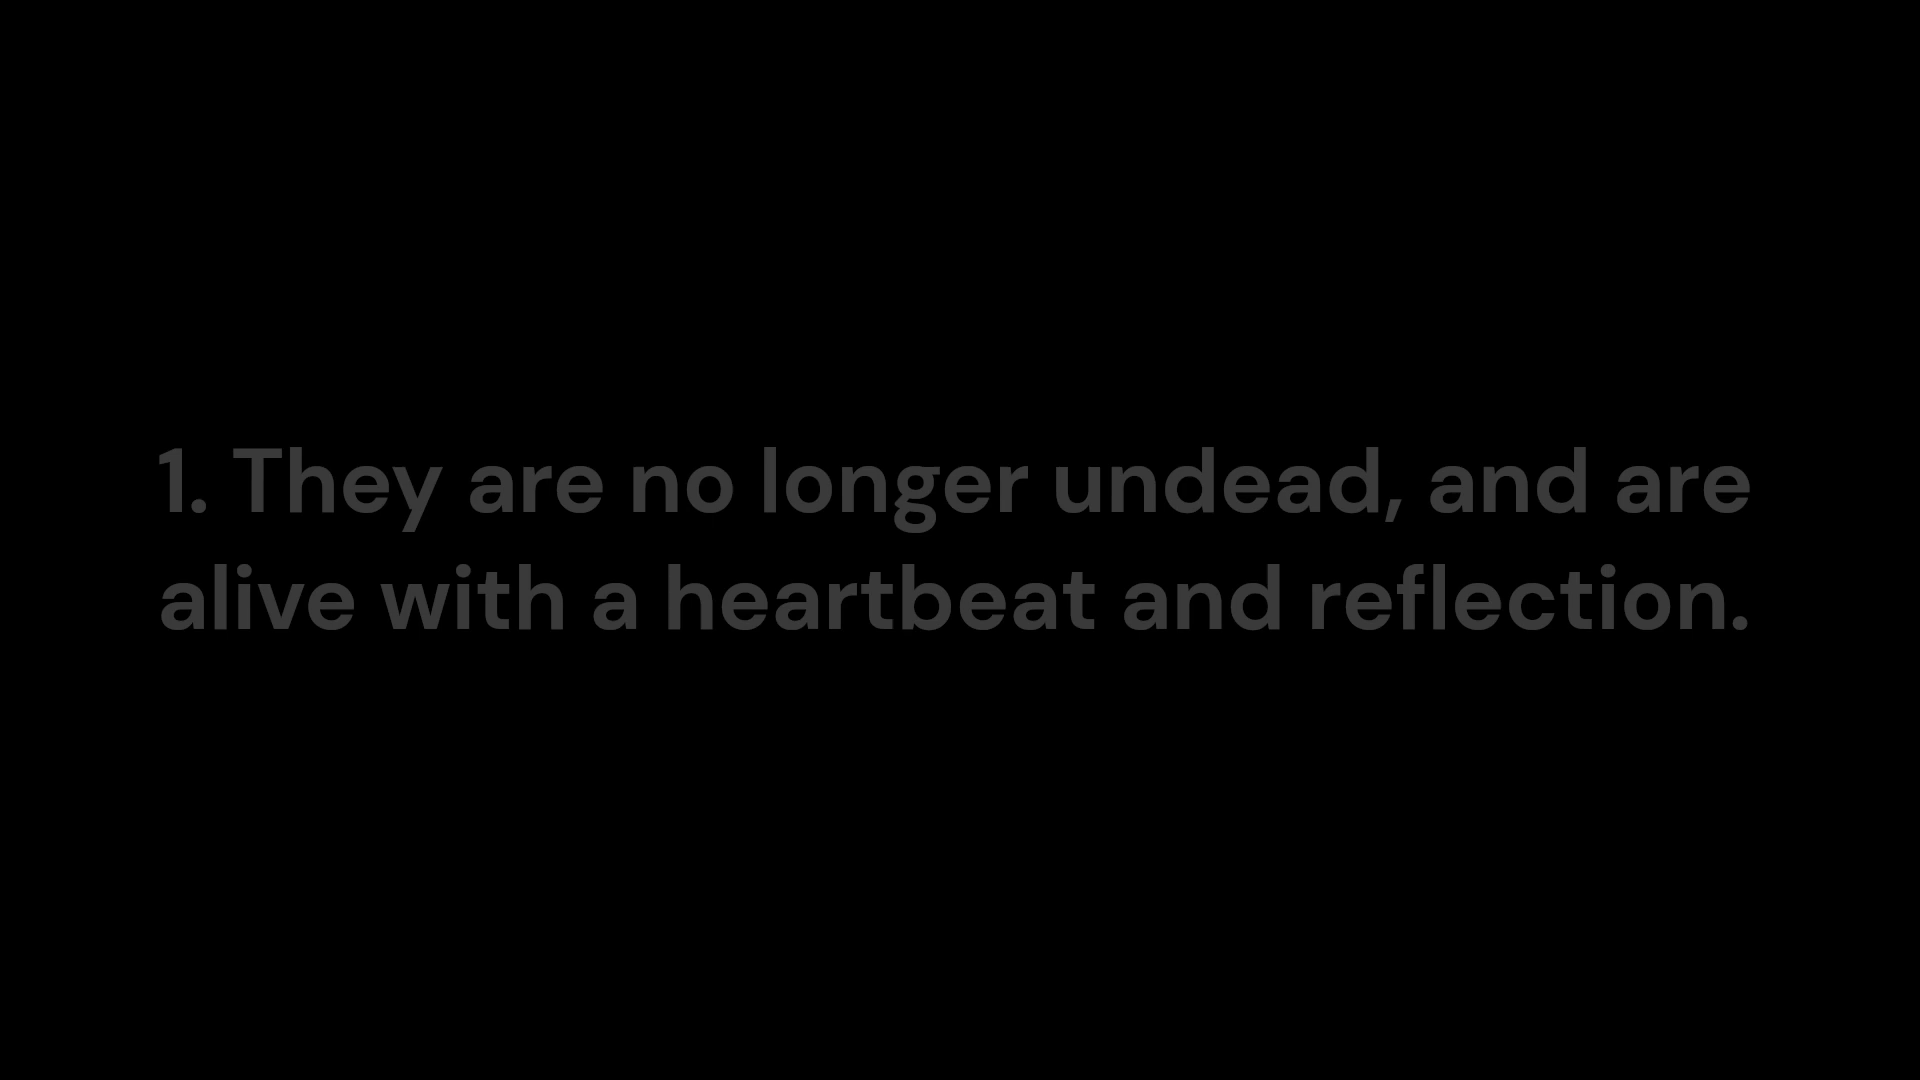 1. They are no longer undead, and are
alive with a heartbeat and reflection.